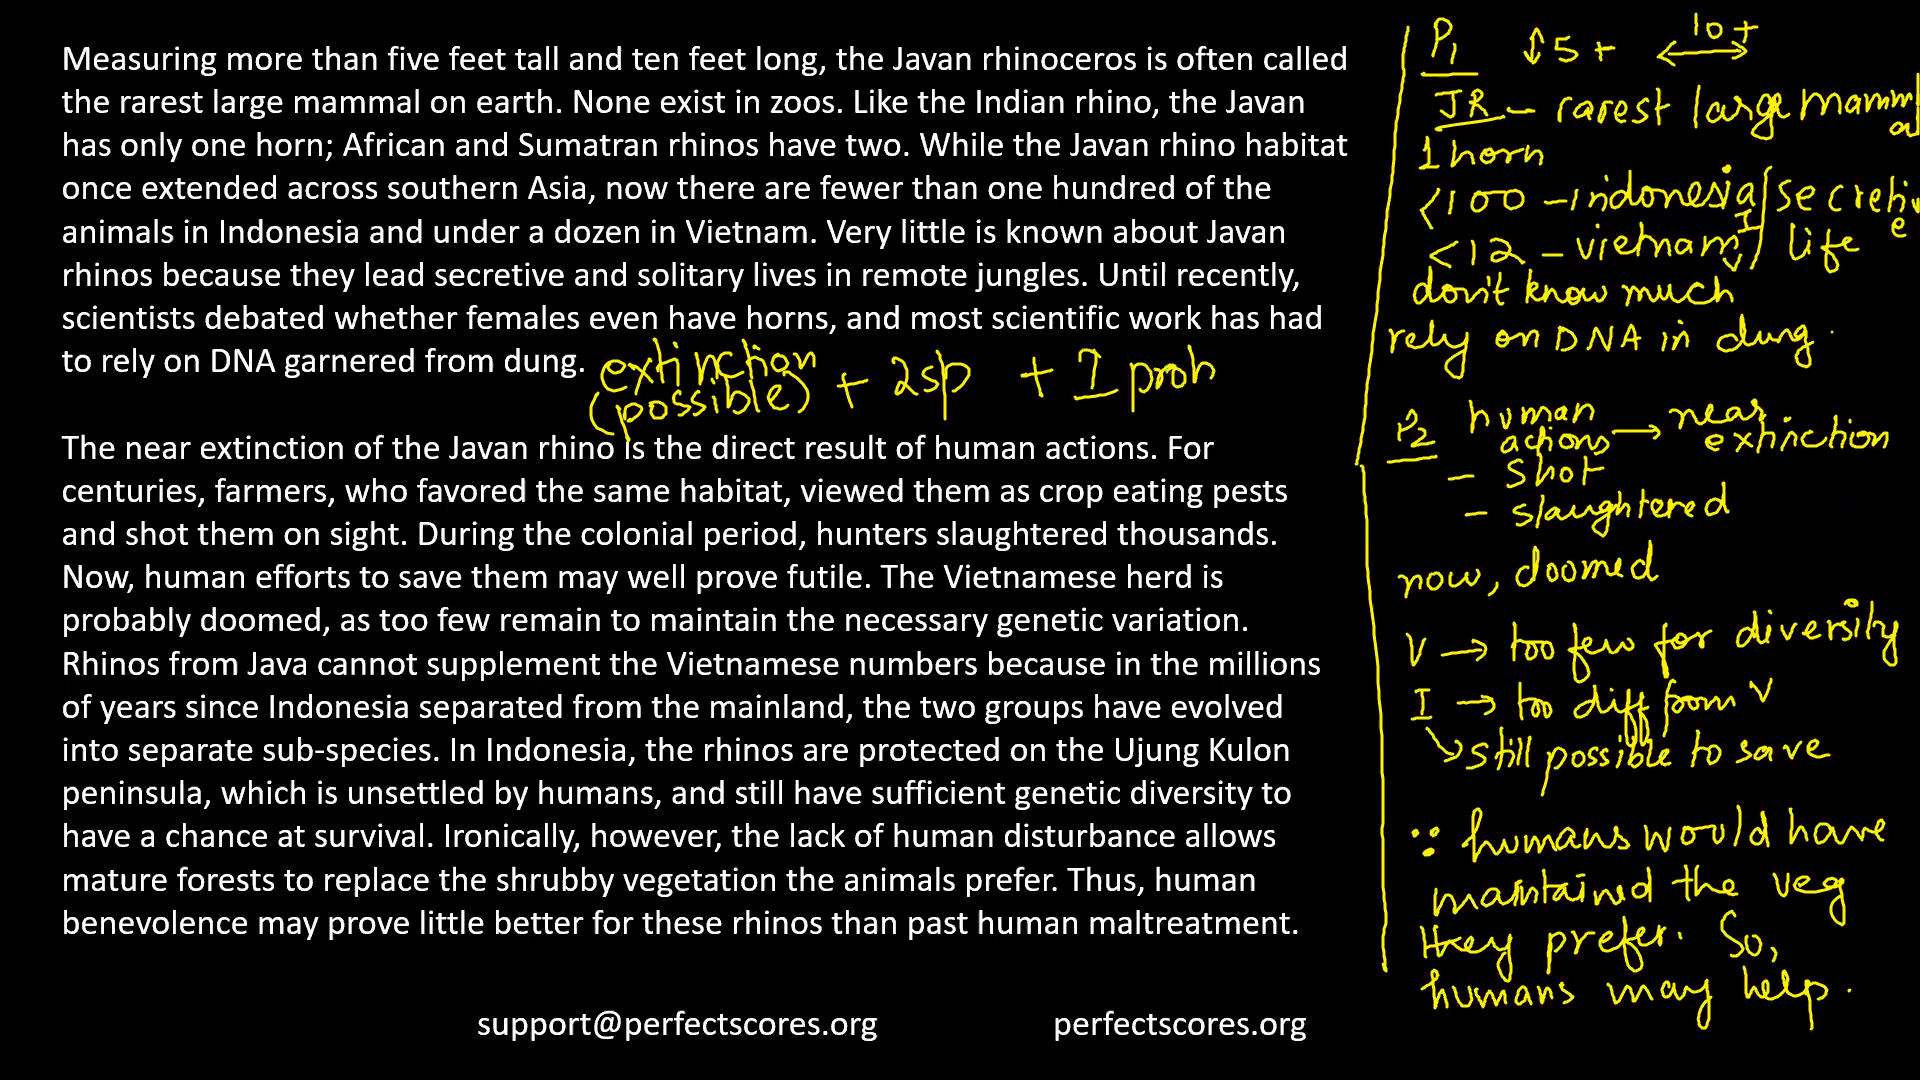 Measuring more than five feet tall and ten feet long, the Javan rhinoceros is often called
the rarest large mammal on earth. None exist in zoos. Like the Indian rhino, the Javan
has only one horn; African and Sumatran rhinos have two. While the Javan rhino habitat
once extended across southern Asia, now there are fewer than one hundred of the
animals in Indonesia and under a dozen in Vietnam. Very little is known about Javan
rhinos because they lead secretive and solitary lives in remote jungles. Until recently,
scientists debated whether females even have horns, and most scientific work has had
to rely on DNA garnered from dung.
extinction
(possible) + 2sp + I prob
The near extinction of the Javan rhino is the direct result of human actions. For
centuries, farmers, who favored the same habitat, viewed them as crop eating pests
and shot them on sight. During the colonial period, hunters slaughtered thousands.
Now, human efforts to save them may well prove futile. The Vietnamese herd is
probably doomed, as too few remain to maintain the necessary genetic variation.
Rhinos from Java cannot supplement the Vietnamese numbers because in the millions
of years since Indonesia separated from the mainland, the two groups have evolved
into separate sub-species. In Indonesia, the rhinos are protected on the Ujung Kulon
peninsula, which is unsettled by humans, and still have sufficient genetic diversity to
have a chance at survival. Ironically, however, the lack of human disturbance allows
mature forests to replace the shrubby vegetation the animals prefer. Thus, human
benevolence may prove little better for these rhinos than past human maltreatment.
support@perfectscores.org perfectscores.org
P1 ↕5+ ↔ 10+
JR - rarest large mammal
1 horn
<100 - indonesia I / secretive
<12 - vietnam V / life
don't know much
rely on DNA in dung.
P2 human actions → near extinction
- shot
- slaughtered
now, doomed
V → too few for diversity
I → too diff from V
↘ still possible to save
∵ humans would have
maintained the veg
they prefer. So,
humans may help.